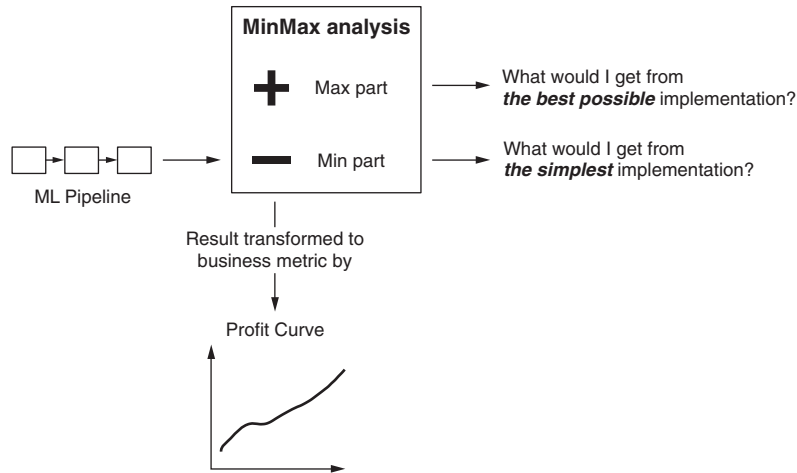 MinMax analysis
Max part
What would I get from
the best possible implementation?
Min part
What would I get from
the simplest implementation?
ML Pipeline
Result transformed to
business metric by
Profit Curve